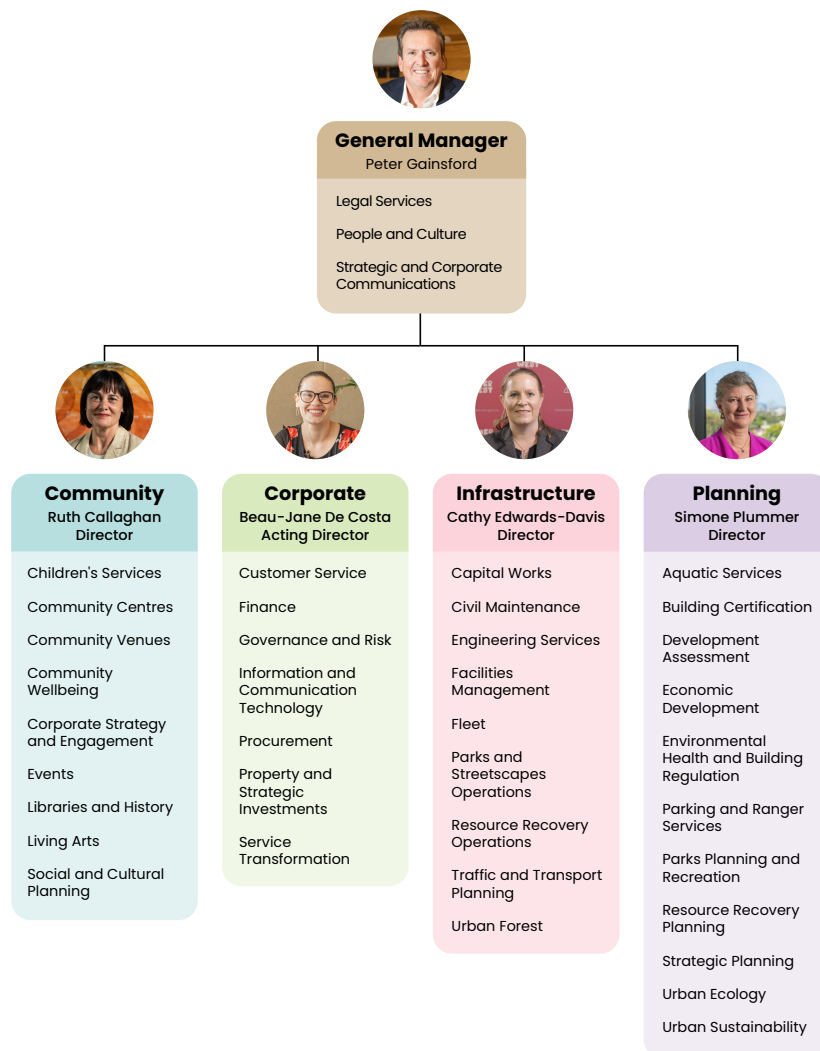 General Manager
Peter Gainsford
Legal Services
People and Culture
Strategic and Corporate
Communications
Community
Ruth Callaghan
Director
Children's Services
Community Centres
Community Venues
Community
Wellbeing
Corporate Strategy
and Engagement
Events
Libraries and History
Living Arts
Social and Cultural
Planning
Corporate
Beau-Jane De Costa
Acting Director
Customer Service
Finance
Governance and Risk
Information and
Communication
Technology
Procurement
Property and
Strategic
Investments
Service
Transformation
Infrastructure
Cathy Edwards-Davis
Director
Capital Works
Civil Maintenance
Engineering Services
Facilities
Management
Fleet
Parks and
Streetscapes
Operations
Resource Recovery
Operations
Traffic and Transport
Planning
Urban Forest
Planning
Simone Plummer
Director
Aquatic Services
Building Certification
Development
Assessment
Economic
Development
Environmental
Health and Building
Regulation
Parking and Ranger
Services
Parks Planning and
Recreation
Resource Recovery
Planning
Strategic Planning
Urban Ecology
Urban Sustainability